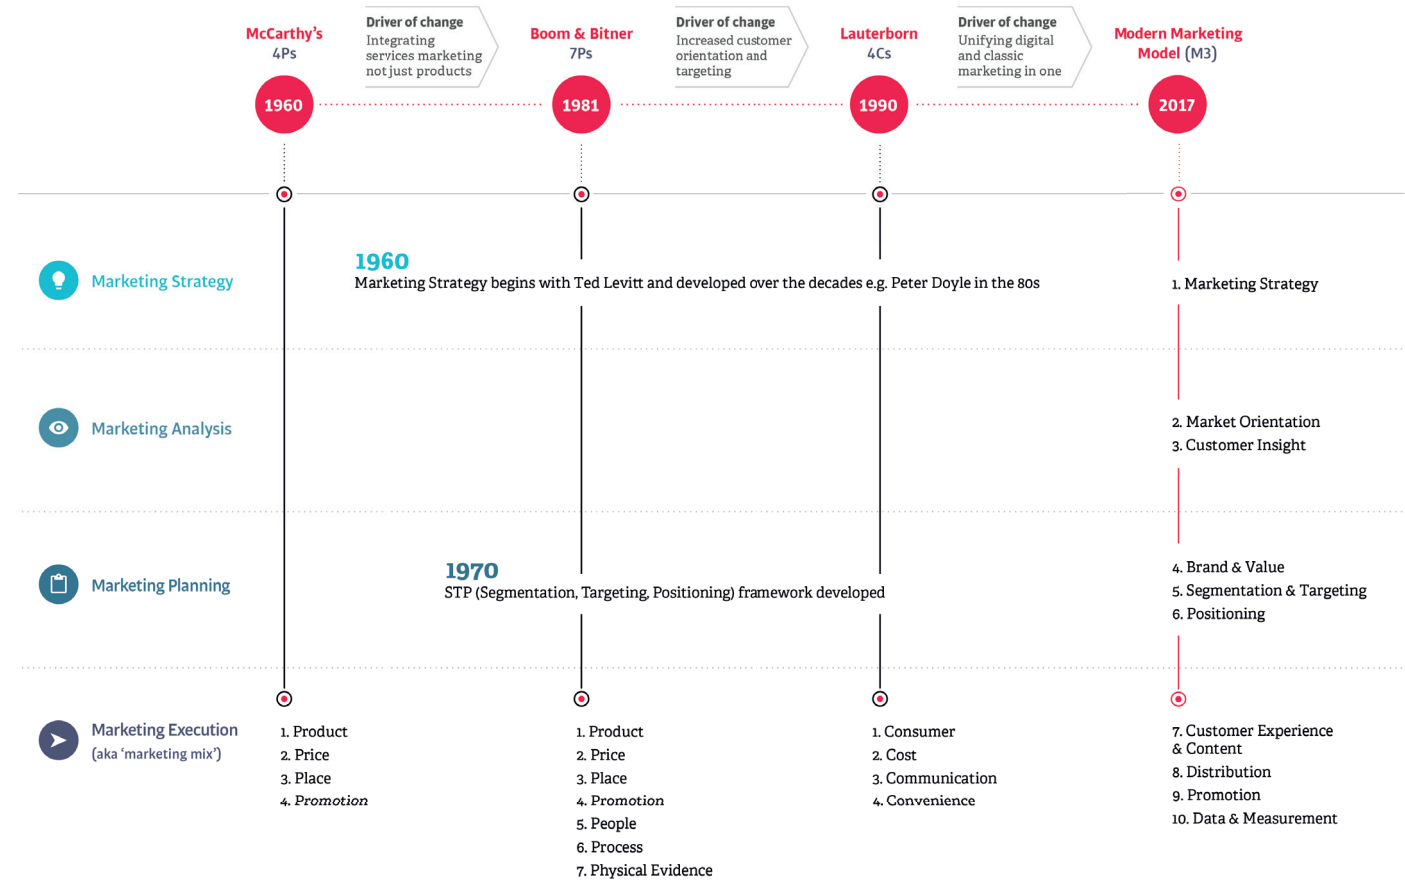 McCarthy's
4Ps
Driver of change
Integrating
services marketing
not just products
Boom & Bitner
7Ps
Driver of change
Increased customer
orientation and
targeting
Lauterborn
4Cs
Driver of change
Unifying digital
and classic
marketing in one
Modern Marketing
Model (M3)
1960
1981
1990
2017
Marketing Strategy
1960
Marketing Strategy begins with Ted Levitt and developed over the decades e.g. Peter Doyle in the 80s
1. Marketing Strategy
Marketing Analysis
2. Market Orientation
3. Customer Insight
Marketing Planning
1970
STP (Segmentation, Targeting, Positioning) framework developed
4. Brand & Value
5. Segmentation & Targeting
6. Positioning
Marketing Execution
(aka 'marketing mix')
1. Product
2. Price
3. Place
4. Promotion
1. Product
2. Price
3. Place
4. Promotion
5. People
6. Process
7. Physical Evidence
1. Consumer
2. Cost
3. Communication
4. Convenience
7. Customer Experience
& Content
8. Distribution
9. Promotion
10. Data & Measurement